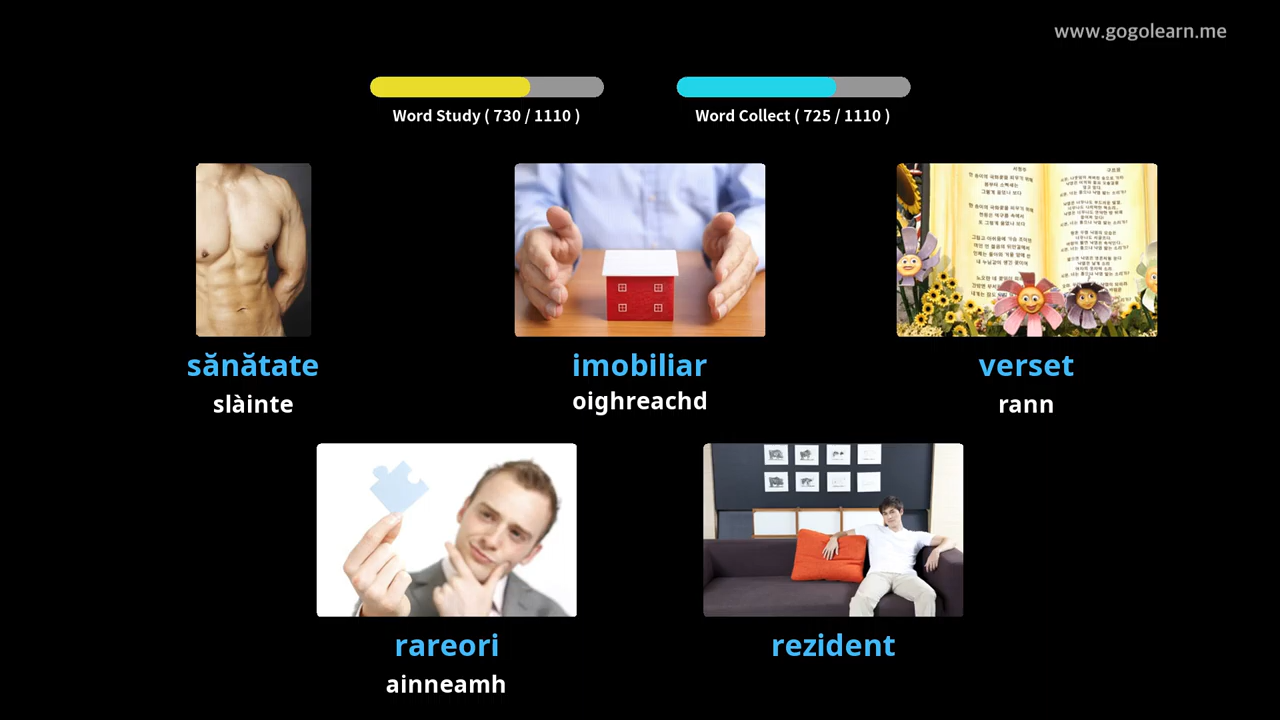 www.gogolearn.me
Word Study ( 730 / 1110 )
Word Collect ( 725 / 1110 )
sănătate
imobiliar
verset
slàinte
oighreachd
rann
rareori
rezident
ainneamh